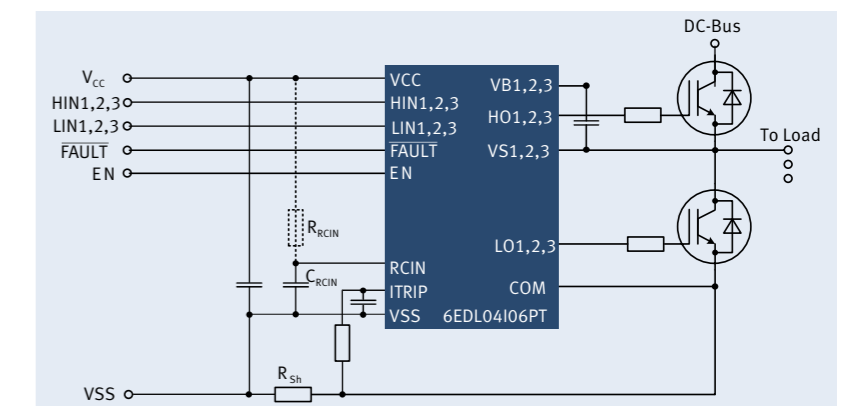 DC-Bus
V_CC
VCC
VB1,2,3
HIN1,2,3
HIN1,2,3
HO1,2,3
LIN1,2,3
LIN1,2,3
To Load
FAULT
FAULT
VS1,2,3
EN
EN
R_RCIN
LO1,2,3
RCIN
C_RCIN
ITRIP
COM
VSS
6EDL04I06PT
R_Sh
VSS